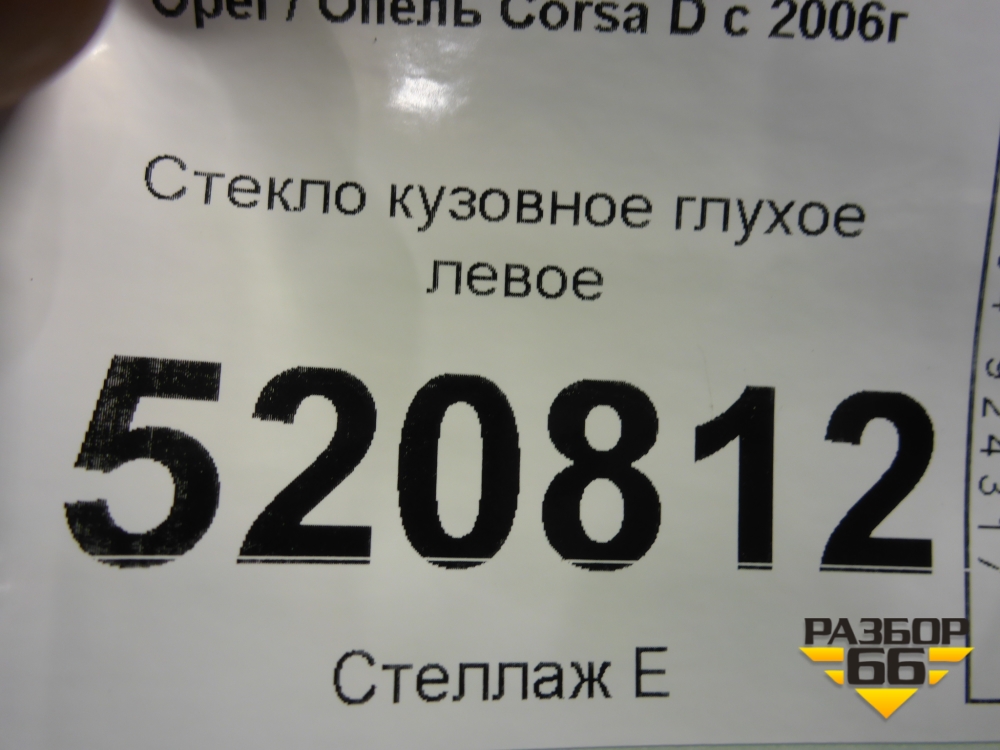 Opel / Опель Corsa D с 2006г
Стекло кузовное глухое
левое
520812
Стеллаж Е
РАЗБОР
66